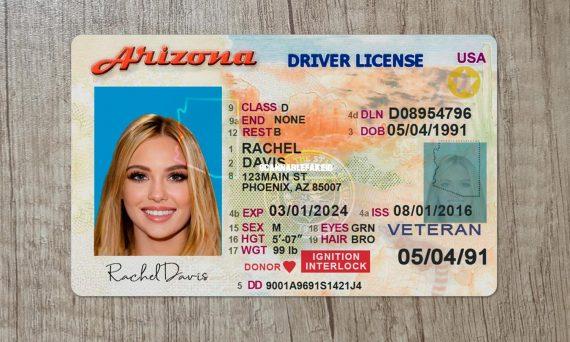 Arizona DRIVER LICENSE USA
9 CLASS D
9a END NONE 4d DLN D08954796
12 REST B 3 DOB 05/04/1991
1 RACHEL
2 DAVIS
8 123MAIN ST
PHOENIX, AZ 85007
4b EXP 03/01/2024 4a ISS 08/01/2016
15 SEX M 18 EYES GRN VETERAN
16 HGT 5'-07" 19 HAIR BRO
17 WGT 99 lb 05/04/91
DONOR IGNITION INTERLOCK
5 DD 9001A9691S1421J4
Rachel Davis